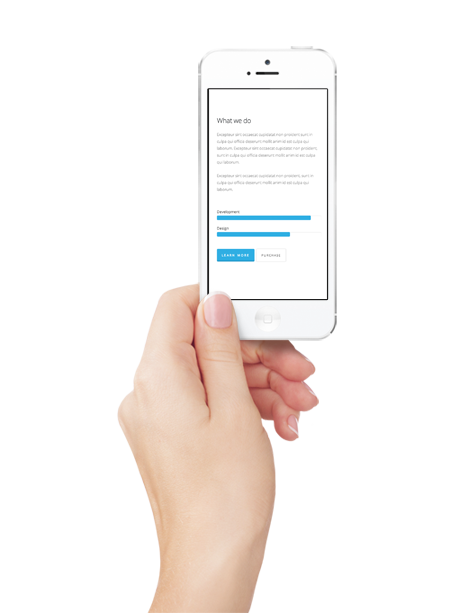 What we do
Excepteur sint occaecat cupidatat non proident, sunt in
culpa qui officia deserunt mollit anim id est culpa qui
laborum. Excepteur sint occaecat cupidatat non proident,
sunt in culpa qui officia deserunt mollit anim id est culpa qui
laborum.
Excepteur sint occaecat cupidatat non proident, sunt in
culpa qui officia deserunt mollit anim id est culpa qui
laborum.
Development
Design
LEARN MORE
PURCHASE